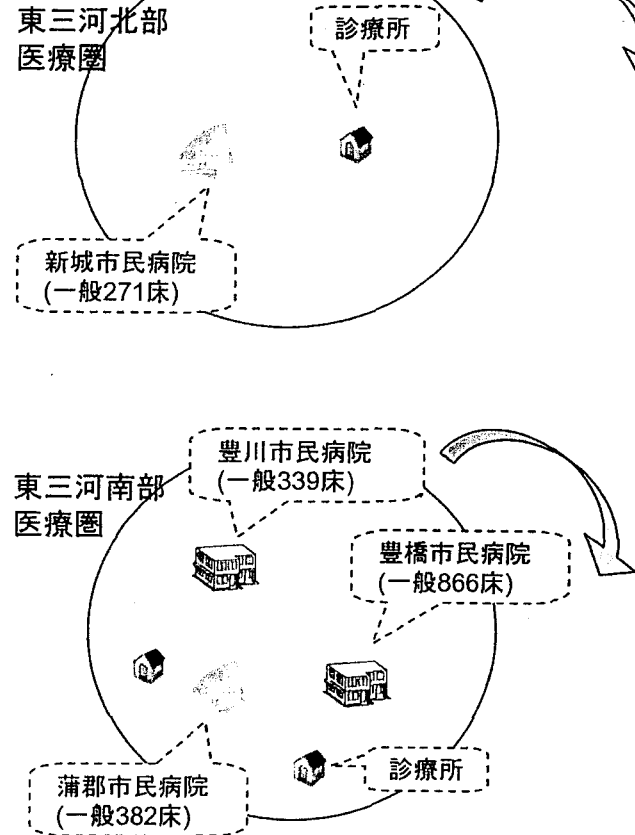 東三河北部
医療圏
診療所
新城市民病院
(一般271床)
東三河南部
医療圏
豊川市民病院
(一般339床)
豊橋市民病院
(一般866床)
蒲郡市民病院
(一般382床)
診療所